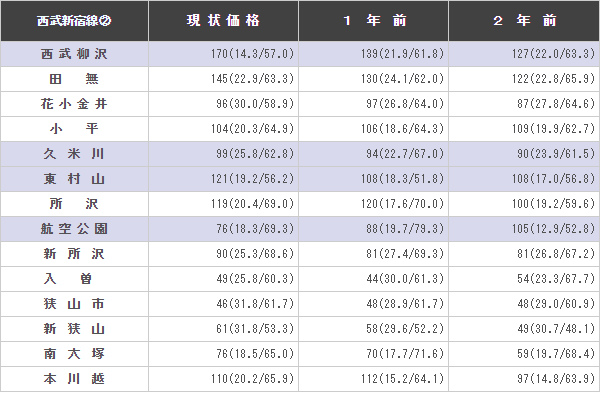 西武新宿線② 現状価格 1年前 2年前
西武柳沢 170(14.3/57.0) 139(21.9/61.8) 127(22.0/63.3)
田無 145(22.9/63.3) 130(24.1/62.0) 122(22.8/65.9)
花小金井 96(30.0/58.9) 97(26.8/64.0) 87(27.8/64.6)
小平 104(20.3/64.9) 106(18.6/64.3) 109(19.9/62.7)
久米川 99(25.8/62.8) 94(22.7/67.0) 90(23.9/61.5)
東村山 121(19.2/56.2) 108(18.3/51.8) 108(17.0/56.8)
所沢 119(20.4/69.0) 120(17.6/70.0) 100(19.2/59.6)
航空公園 76(18.3/69.3) 88(19.7/79.3) 105(12.9/52.8)
新所沢 90(25.3/68.6) 81(27.4/69.3) 81(26.8/67.2)
入曽 49(25.8/60.3) 44(30.0/61.3) 54(23.3/67.7)
狭山市 46(31.8/61.7) 48(28.9/61.7) 48(29.0/60.9)
新狭山 61(31.8/53.3) 58(29.6/52.2) 49(30.7/48.1)
南大塚 76(18.5/65.0) 70(17.7/71.6) 59(19.7/68.4)
本川越 110(20.2/65.9) 112(15.2/64.1) 97(14.8/63.9)